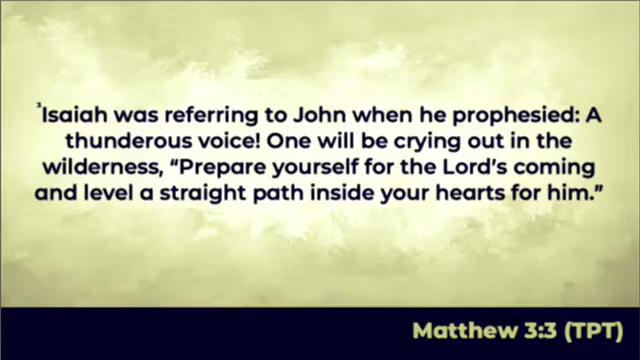 ³Isaiah was referring to John when he prophesied: A
thunderous voice! One will be crying out in the
wilderness, “Prepare yourself for the Lord’s coming
and level a straight path inside your hearts for him.”
Matthew 3:3 (TPT)